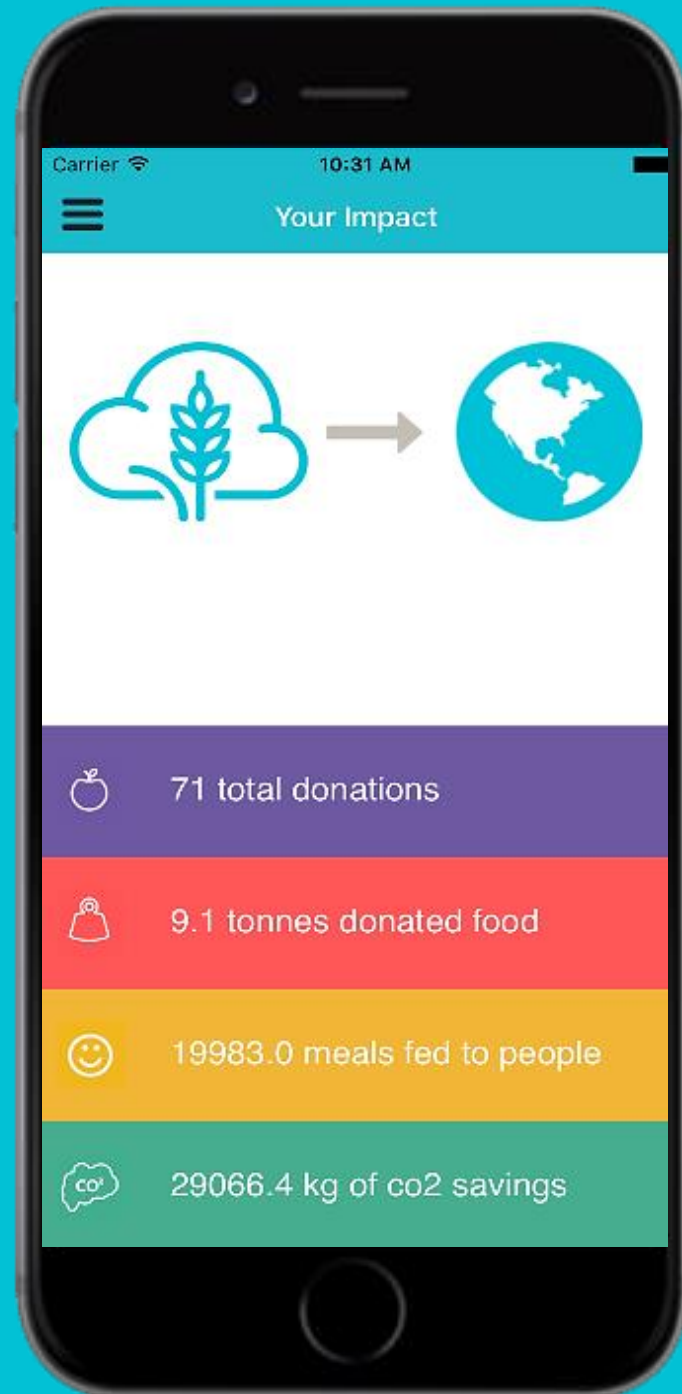 Carrier 10:31 AM
Your Impact
71 total donations
9.1 tonnes donated food
19983.0 meals fed to people
CO²
29066.4 kg of co2 savings